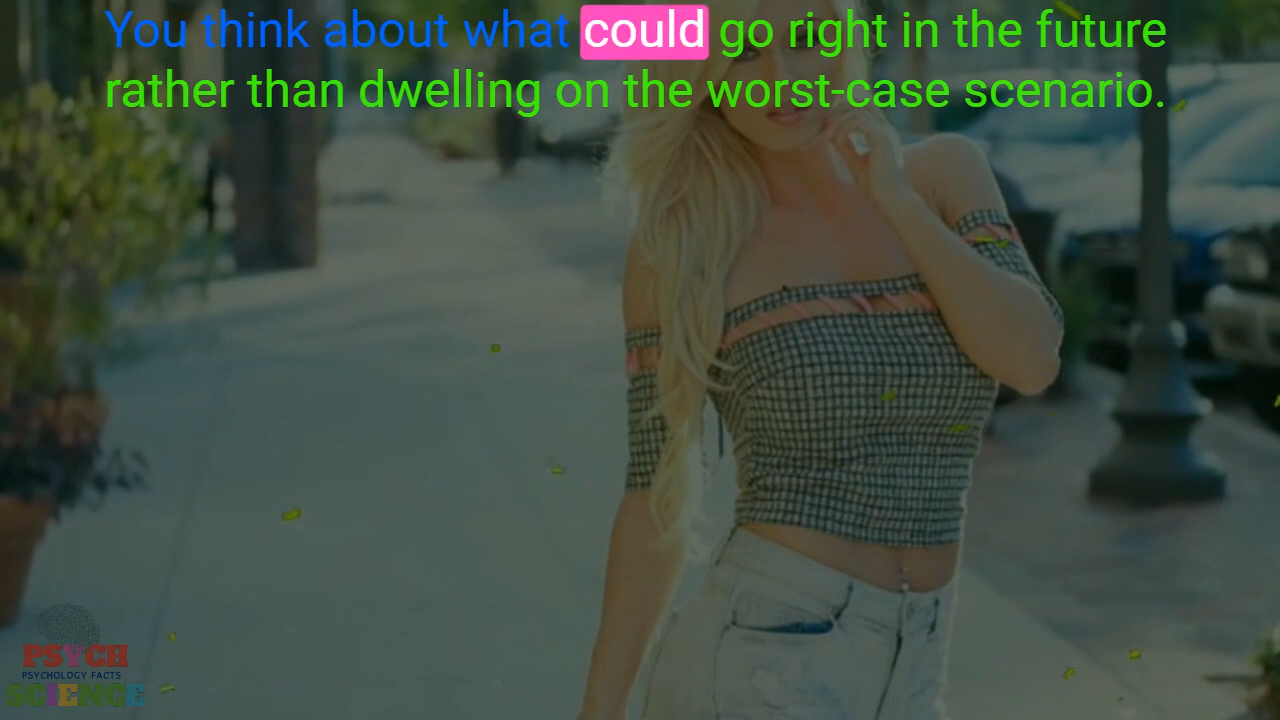 You think about what could go right in the future
rather than dwelling on the worst-case scenario.
PSYCH
PSYCHOLOGY FACTS
SCIENCE